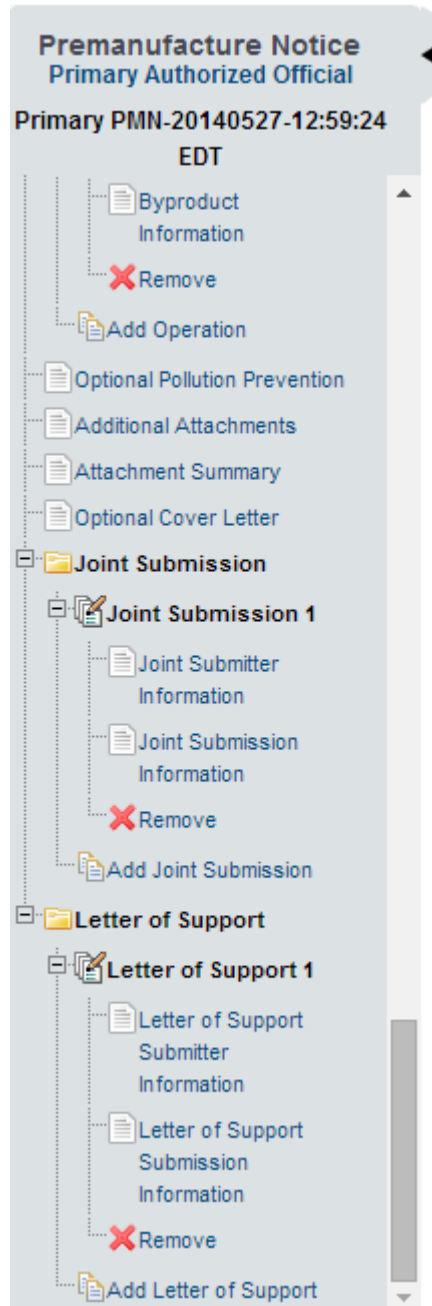 Premanufacture Notice
Primary Authorized Official
Primary PMN-20140527-12:59:24
EDT
Byproduct
Information
Remove
Add Operation
Optional Pollution Prevention
Additional Attachments
Attachment Summary
Optional Cover Letter
Joint Submission
Joint Submission 1
Joint Submitter
Information
Joint Submission
Information
Remove
Add Joint Submission
Letter of Support
Letter of Support 1
Letter of Support
Submitter
Information
Letter of Support
Submission
Information
Remove
Add Letter of Support